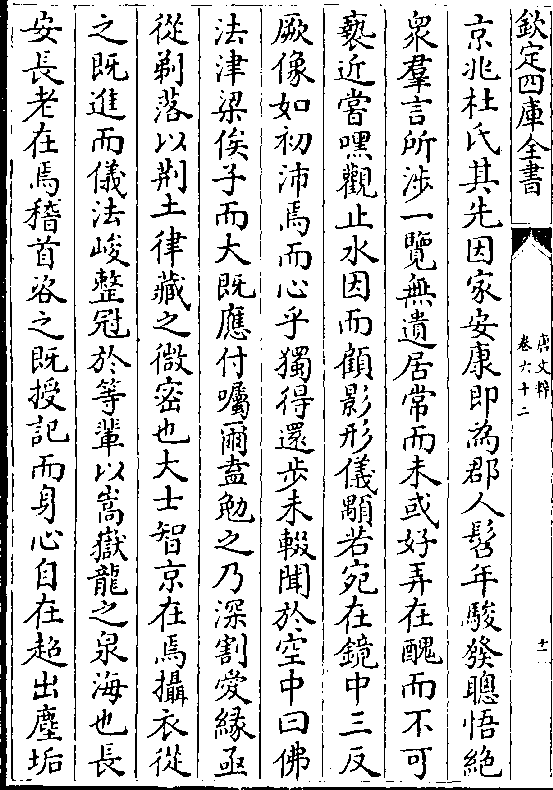 欽定四庫全書
唐文粹
卷六十二
十二
京兆杜氏其先因家安康即為郡人髫年駿發聰悟絶
衆羣言所涉一覽無遺居常而未或好弄在醜而不可
褻近嘗嘿觀止水因而顧影形儀顒若宛在鏡中三反
厥像如初沛焉而心乎獨得還步未輟聞於空中曰佛
法津梁俟子而大既應付囑爾盍勉之乃深割愛緣亟
從剃落以荆土律藏之微密也大士智京在焉攝衣從
之既進而儀法峻整冠於等輩以嵩嶽龍之泉海也長
安長老在焉稽首咨之既授記而身心自在超出塵垢